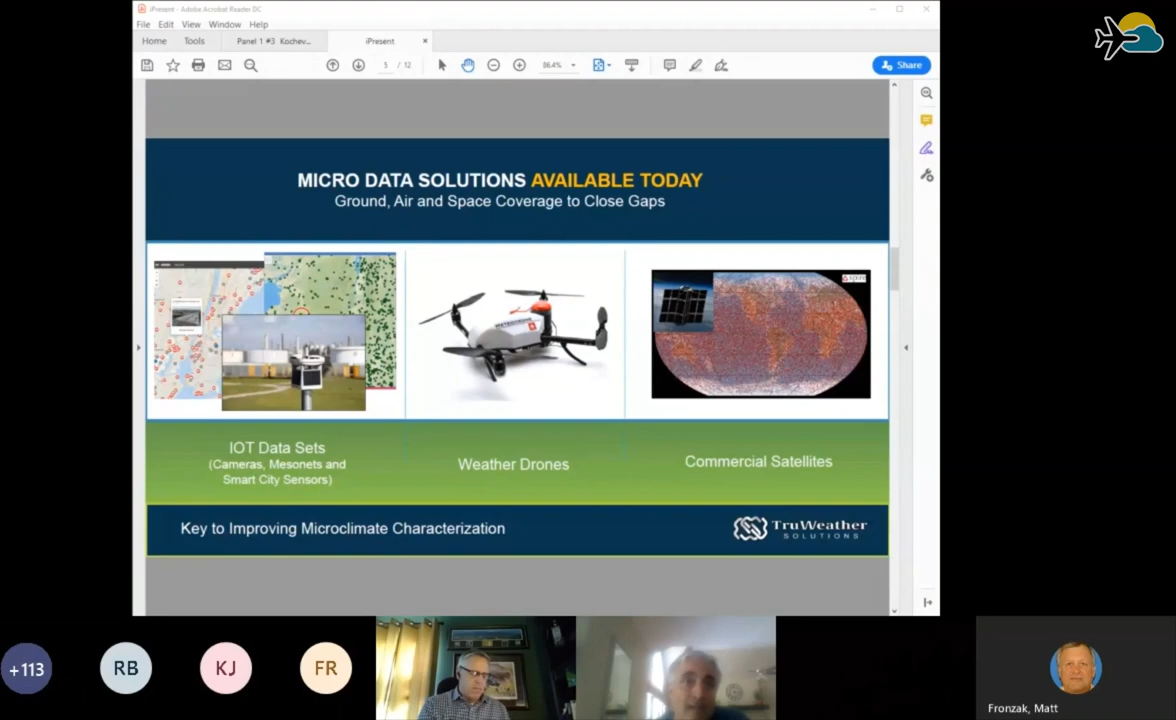 iPresent - Adobe Acrobat Reader DC
File Edit View Window Help
Home Tools Panel 1 #3 Kochev... iPresent
5 / 12 86.4% Share
MICRO DATA SOLUTIONS AVAILABLE TODAY
Ground, Air and Space Coverage to Close Gaps
IOT Data Sets
(Cameras, Mesonets and
Smart City Sensors)
Weather Drones
Commercial Satellites
Key to Improving Microclimate Characterization
TruWeather
SOLUTIONS
+113 RB KJ FR
Fronzak, Matt